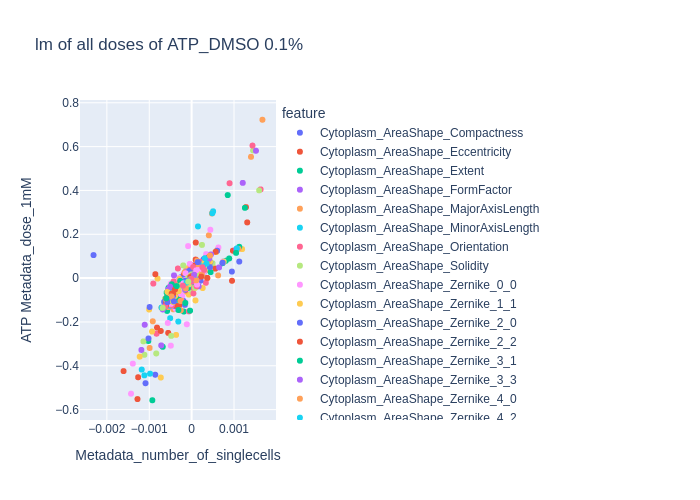 lm of all doses of ATP_DMSO 0.1%
feature
Cytoplasm_AreaShape_Compactness
Cytoplasm_AreaShape_Eccentricity
Cytoplasm_AreaShape_Extent
Cytoplasm_AreaShape_FormFactor
Cytoplasm_AreaShape_MajorAxisLength
Cytoplasm_AreaShape_MinorAxisLength
Cytoplasm_AreaShape_Orientation
Cytoplasm_AreaShape_Solidity
Cytoplasm_AreaShape_Zernike_0_0
Cytoplasm_AreaShape_Zernike_1_1
Cytoplasm_AreaShape_Zernike_2_0
Cytoplasm_AreaShape_Zernike_2_2
Cytoplasm_AreaShape_Zernike_3_1
Cytoplasm_AreaShape_Zernike_3_3
Cytoplasm_AreaShape_Zernike_4_0
Cytoplasm_AreaShape_Zernike_4_2
0.8
0.6
0.4
0.2
0
−0.2
−0.4
−0.6
ATP Metadata_dose_1mM
−0.002 −0.001 0 0.001
Metadata_number_of_singlecells